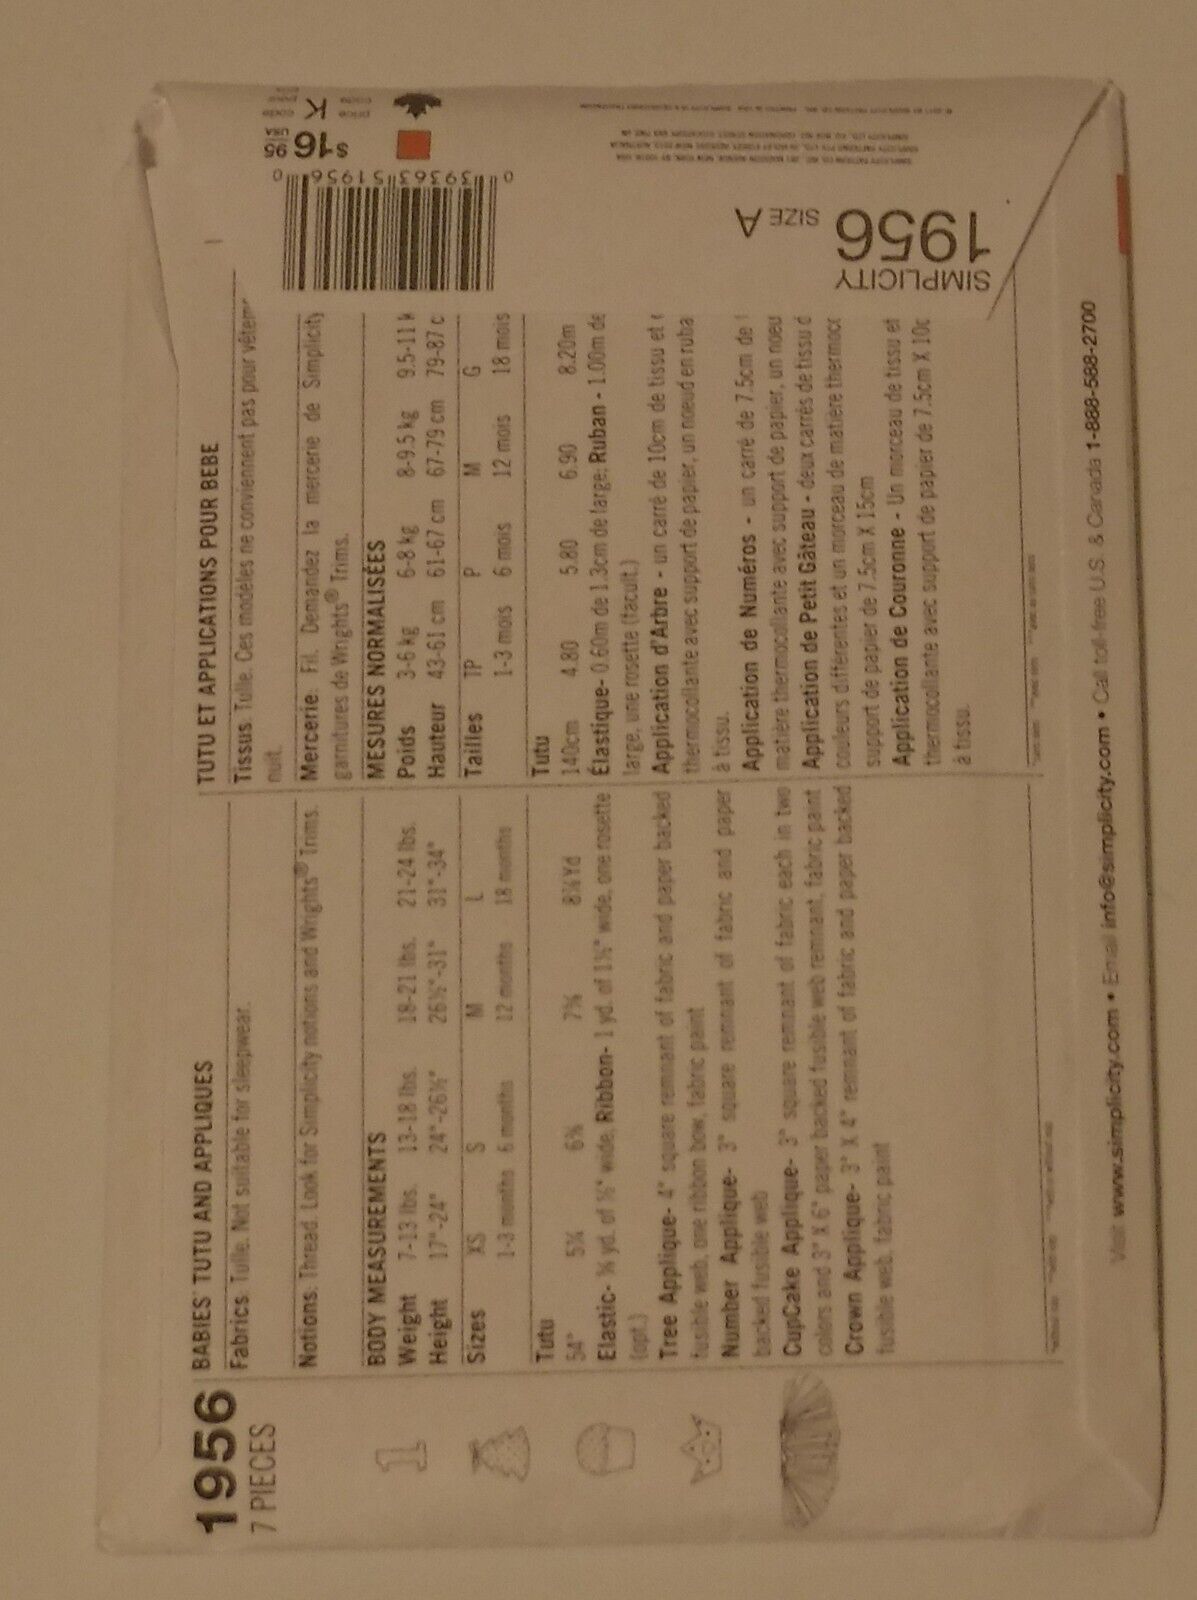 1956
7 PIECES
BABIES' TUTU AND APPLIQUES
Fabrics: Tulle. Not suitable for sleepwear.
Notions: Thread. Look for Simplicity notions and Wrights® Trims.
BODY MEASUREMENTS
Weight 7-13 lbs. 13-18 lbs. 18-21 lbs. 21-24 lbs.
Height 17"-24" 24"-26½" 26½"-31" 31"-34"
Sizes XS S M L
1-3 months 6 months 12 months 18 months
Tutu
54" 5¼ 6⅜ 7⅝ Yd
Elastic- yd. of ½" wide, Ribbon- 1 yd. of 1½" wide, one rosette
(opt.)
Tree Applique- 4" square remnant of fabric and paper backed
fusible web, one ribbon bow, fabric paint
Number Applique- 3" square remnant of fabric and paper
backed fusible web
CupCake Applique- 3" square remnant of fabric each in two
colors and 3" X 6" paper backed fusible web remnant, fabric paint
Crown Applique- 3" X 4" remnant of fabric and paper backed
fusible web, fabric paint
TUTU ET APPLICATIONS POUR BEBE
Tissus: Tulle. Ces modèles ne conviennent pas pour vêtem
nuit.
Mercerie: Fil. Demandez la mercerie de Simplicity
garnitures de Wrights® Trims.
MESURES NORMALISÉES
Poids 3-6 kg 6-8 kg 8-9.5 kg 9.5-11 k
Hauteur 43-61 cm 61-67 cm 67-79 cm 79-87 c
Tailles TP P M G
1-3 mois 6 mois 12 mois 18 mois
Tutu
140cm 4.80 5.80 6.90 8.20m
Élastique- 0.60m de 1.3cm de large; Ruban - 1.00m de
large, une rosette (facult.)
Application d'Arbre - un carré de 10cm de tissu et
thermocollante avec support de papier, un noeud en ruba
à tissu.
Application de Numéros - un carré de 7.5cm de
matière thermocollante avec support de papier, un noeu
Application de Petit Gâteau - deux carrés de tissu d
couleurs différentes et un morceau de matière thermoco
support de papier de 7.5cm X 15cm
Application de Couronne - Un morceau de tissu et
thermocollante avec support de papier de 7.5cm X 10c
à tissu.
Visit www.simplicity.com • Email info@simplicity.com • Call toll-free U.S. & Canada 1-888-588-2700
SIMPLICITY
1956
SIZE A
0 39363 51956 0
$16.95
USA
K
price
code